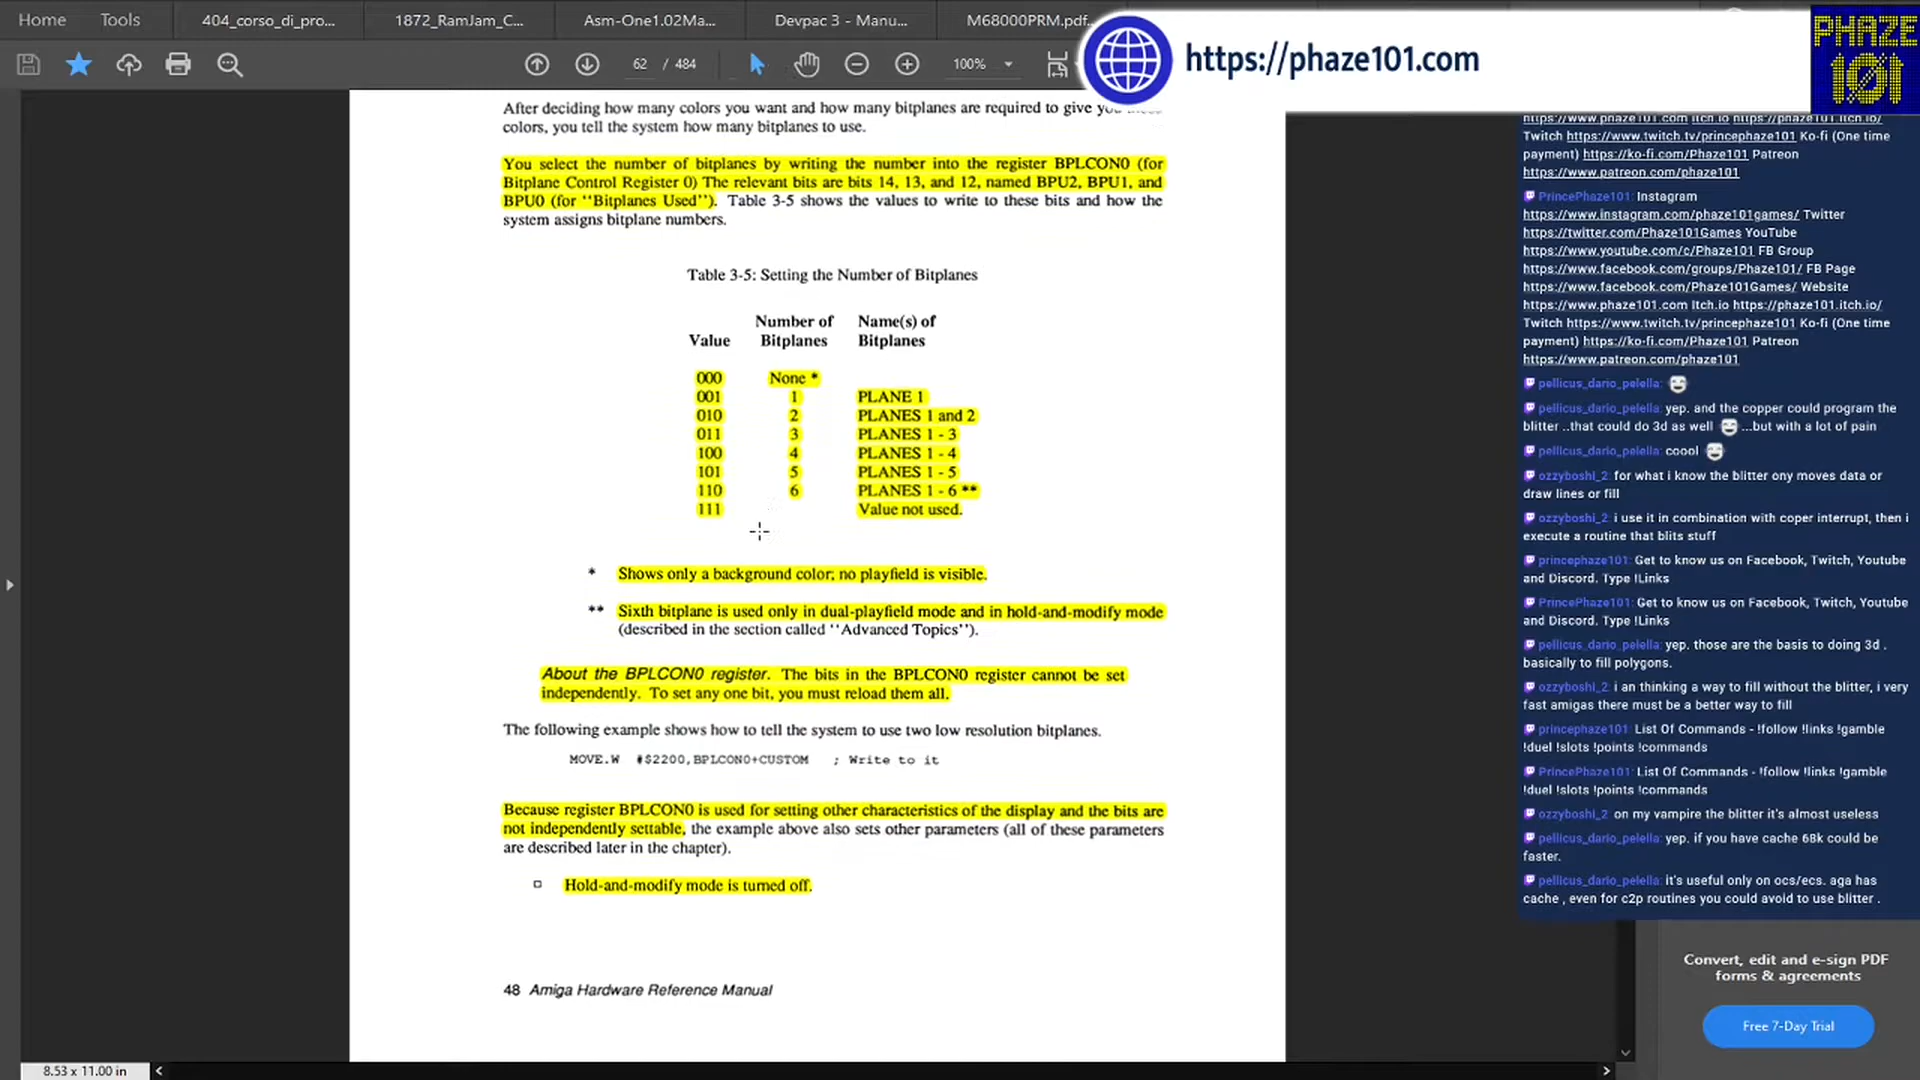 Home
Tools
404_corso_di_pro...
1872_RamJam_C...
Asm-One1.02Ma...
Devpac 3 - Manu...
M68000PRM.pdf...
https://phaze101.com
PHAZE
101
62 / 484
100%
After deciding how many colors you want and how many bitplanes are required to give
colors, you tell the system how many bitplanes to use.
You select the number of bitplanes by writing the number into the register BPLCON0 (for
Bitplane Control Register 0) The relevant bits are bits 14, 13, and 12, named BPU2, BPU1, and
BPU0 (for ‘‘Bitplanes Used’’). Table 3-5 shows the values to write to these bits and how the
system assigns bitplane numbers.
Table 3-5: Setting the Number of Bitplanes
Number of Name(s) of
Value Bitplanes Bitplanes
000 None *
001 1 PLANE 1
010 2 PLANES 1 and 2
011 3 PLANES 1 - 3
100 4 PLANES 1 - 4
101 5 PLANES 1 - 5
110 6 PLANES 1 - 6 **
111 Value not used.
* Shows only a background color; no playfield is visible.
** Sixth bitplane is used only in dual-playfield mode and in hold-and-modify mode
(described in the section called ‘‘Advanced Topics’’).
About the BPLCON0 register. The bits in the BPLCON0 register cannot be set
independently. To set any one bit, you must reload them all.
The following example shows how to tell the system to use two low resolution bitplanes.
MOVE.W #$2200,BPLCON0+CUSTOM ; Write to it
Because register BPLCON0 is used for setting other characteristics of the display and the bits are
not independently settable, the example above also sets other parameters (all of these parameters
are described later in the chapter).
Hold-and-modify mode is turned off.
48 Amiga Hardware Reference Manual
8.53 x 11.00 in
https://www.phaze101.com Itch.io https://phaze101.itch.io/
Twitch https://www.twitch.tv/princephaze101 Ko-fi (One time
payment) https://ko-fi.com/Phaze101 Patreon
https://www.patreon.com/phaze101
PrincePhaze101: Instagram
https://www.instagram.com/phaze101games/ Twitter
https://twitter.com/Phaze101Games YouTube
https://www.youtube.com/c/Phaze101 FB Group
https://www.facebook.com/groups/Phaze101/ FB Page
https://www.facebook.com/Phaze101Games/ Website
https://www.phaze101.com Itch.io https://phaze101.itch.io/
Twitch https://www.twitch.tv/princephaze101 Ko-fi (One time
payment) https://ko-fi.com/Phaze101 Patreon
https://www.patreon.com/phaze101
pellicus_dario_pelella:
pellicus_dario_pelella: yep. and the copper could program the
blitter ..that could do 3d as well ...but with a lot of pain
pellicus_dario_pelella: coool
ozzyboshi_2: for what i know the blitter ony moves data or
draw lines or fill
ozzyboshi_2: i use it in combination with coper interrupt, then i
execute a routine that blits stuff
princephaze101: Get to know us on Facebook, Twitch, Youtube
and Discord. Type !Links
PrincePhaze101: Get to know us on Facebook, Twitch, Youtube
and Discord. Type !Links
pellicus_dario_pelella: yep. those are the basis to doing 3d .
basically to fill polygons.
ozzyboshi_2: i an thinking a way to fill without the blitter, i very
fast amigas there must be a better way to fill
princephaze101: List Of Commands - !follow !links !gamble
!duel !slots !points !commands
PrincePhaze101: List Of Commands - !follow !links !gamble
!duel !slots !points !commands
ozzyboshi_2: on my vampire the blitter it's almost useless
pellicus_dario_pelella: yep. if you have cache 68k could be
faster.
pellicus_dario_pelella: it's useful only on ocs/ecs. aga has
cache , even for c2p routines you could avoid to use blitter .
Convert, edit and e-sign PDF
forms & agreements
Free 7-Day Trial